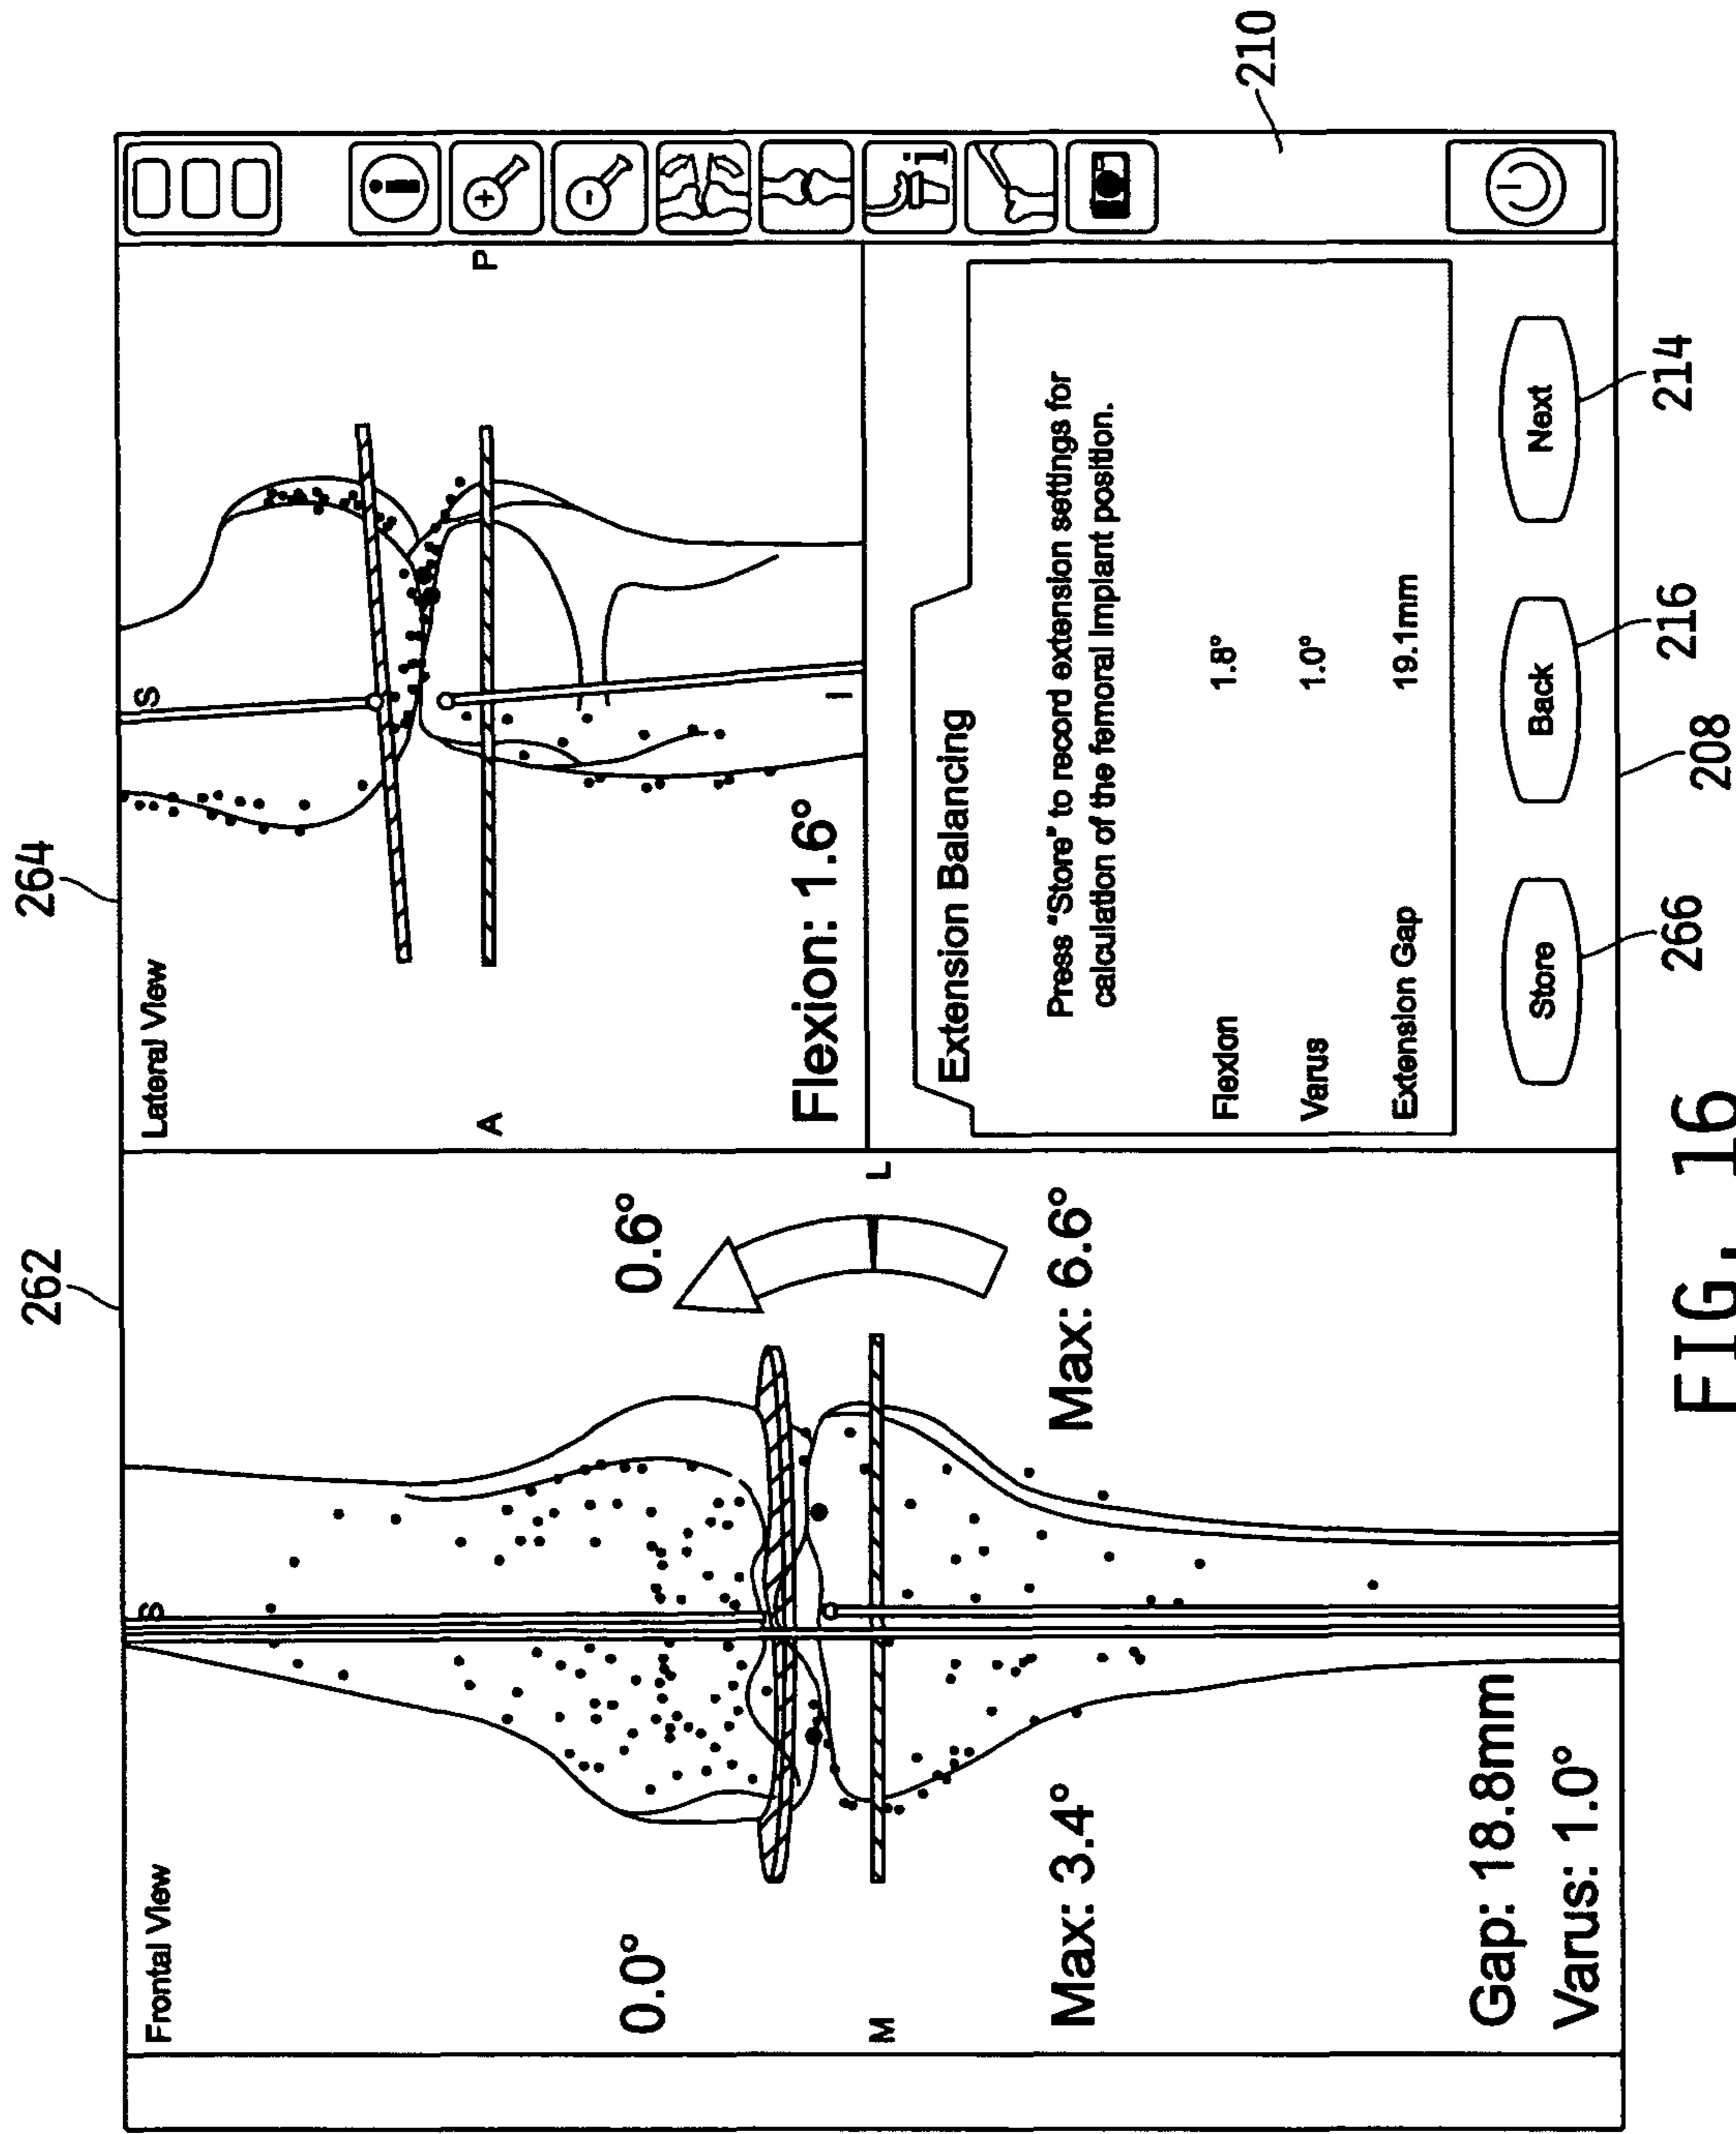 262
264
Frontal View
S
0.0°
0.6°
M
L
Max: 3.4°
Max: 6.6°
Gap: 18.8mm
Varus: 1.0°
Lateral View
S
A
P
I
Flexion: 1.6°
Extension Balancing
Press "Store" to record extension settings for
calculation of the femoral implant position.
Flexion 1.8°
Varus 1.0°
Extension Gap 19.1mm
Store
Back
Next
i
+
-
i
210
266
216
214
208
FIG. 16